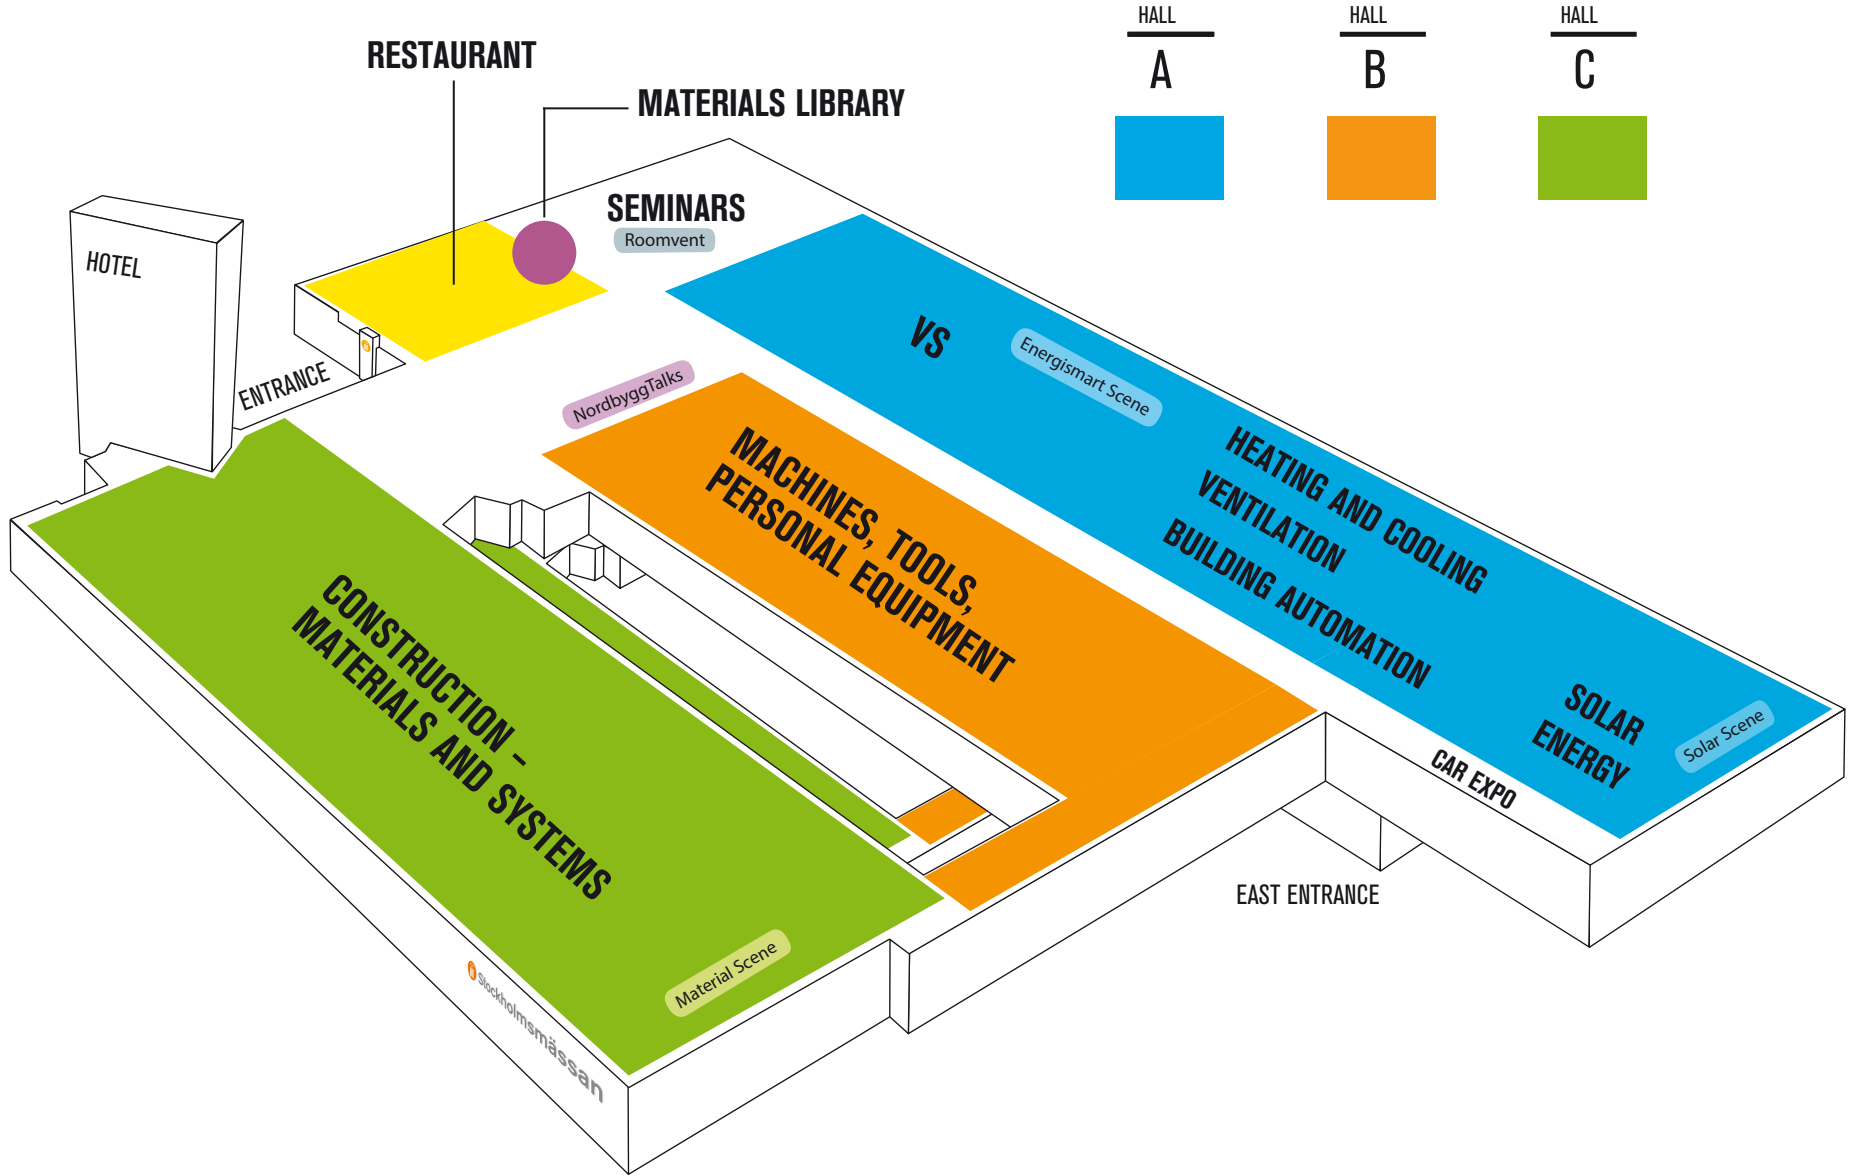 HALL
A
HALL
B
HALL
C
RESTAURANT
MATERIALS LIBRARY
SEMINARS
Roomvent
HOTEL
ENTRANCE
NordbyggTalks
VS
Energismart Scene
HEATING AND COOLING
VENTILATION
BUILDING AUTOMATION
MACHINES, TOOLS,
PERSONAL EQUIPMENT
SOLAR
ENERGY
Solar Scene
CAR EXPO
EAST ENTRANCE
CONSTRUCTION –
MATERIALS AND SYSTEMS
Material Scene
Stockholmsmässan